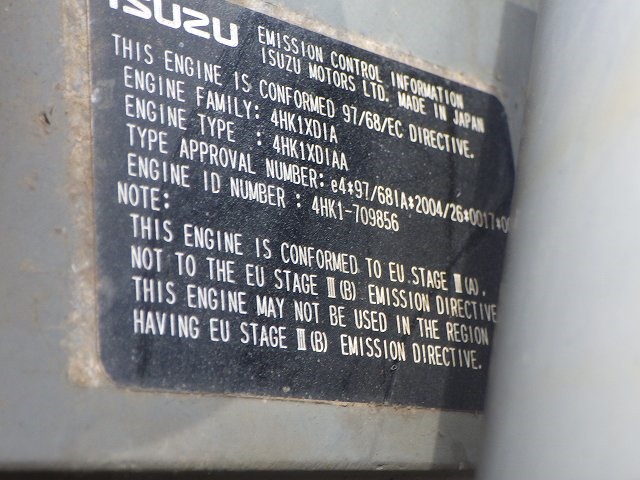 ISUZU
EMISSION CONTROL INFORMATION
ISUZU MOTORS LTD. MADE IN JAPAN
THIS ENGINE IS CONFORMED 97/68/EC DIRECTIVE.
ENGINE FAMILY: 4HK1XDIA
ENGINE TYPE : 4HK1XDIAA
TYPE APPROVAL NUMBER: e4*97/68IA*2004/26*0017*0
ENGINE ID NUMBER : 4HK1-709856
NOTE:
THIS ENGINE IS CONFORMED TO EU STAGE Ⅲ(A),
NOT TO THE EU STAGE Ⅲ(B) EMISSION DIRECTIVE
THIS ENGINE MAY NOT BE USED IN THE REGION
HAVING EU STAGE Ⅲ(B) EMISSION DIRECTIVE.